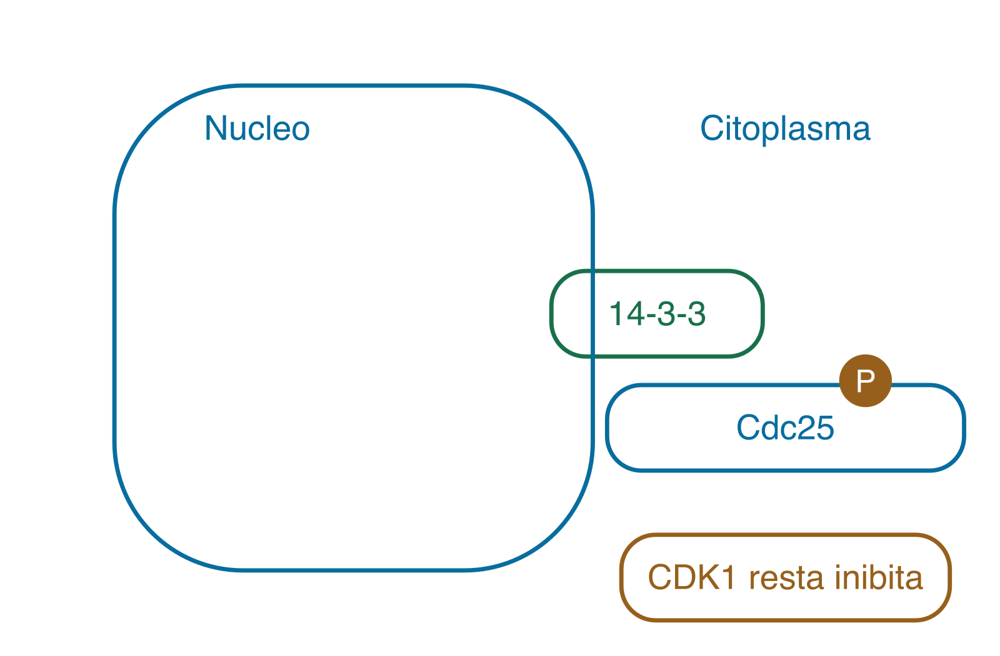 Nucleo
Citoplasma
14-3-3
P
Cdc25
CDK1 resta inibita